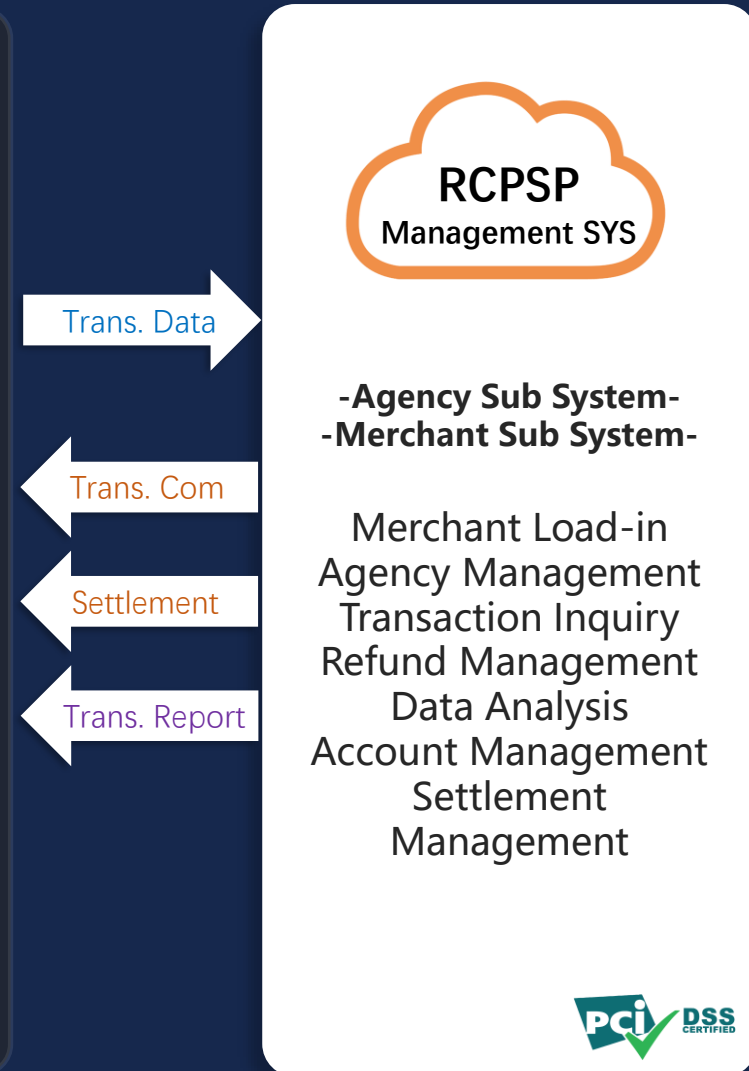 RCPSP
Management SYS
Trans. Data
Trans. Com
Settlement
Trans. Report
-Agency Sub System-
-Merchant Sub System-
Merchant Load-in
Agency Management
Transaction Inquiry
Refund Management
Data Analysis
Account Management
Settlement
Management
PCi DSS
CERTIFIED